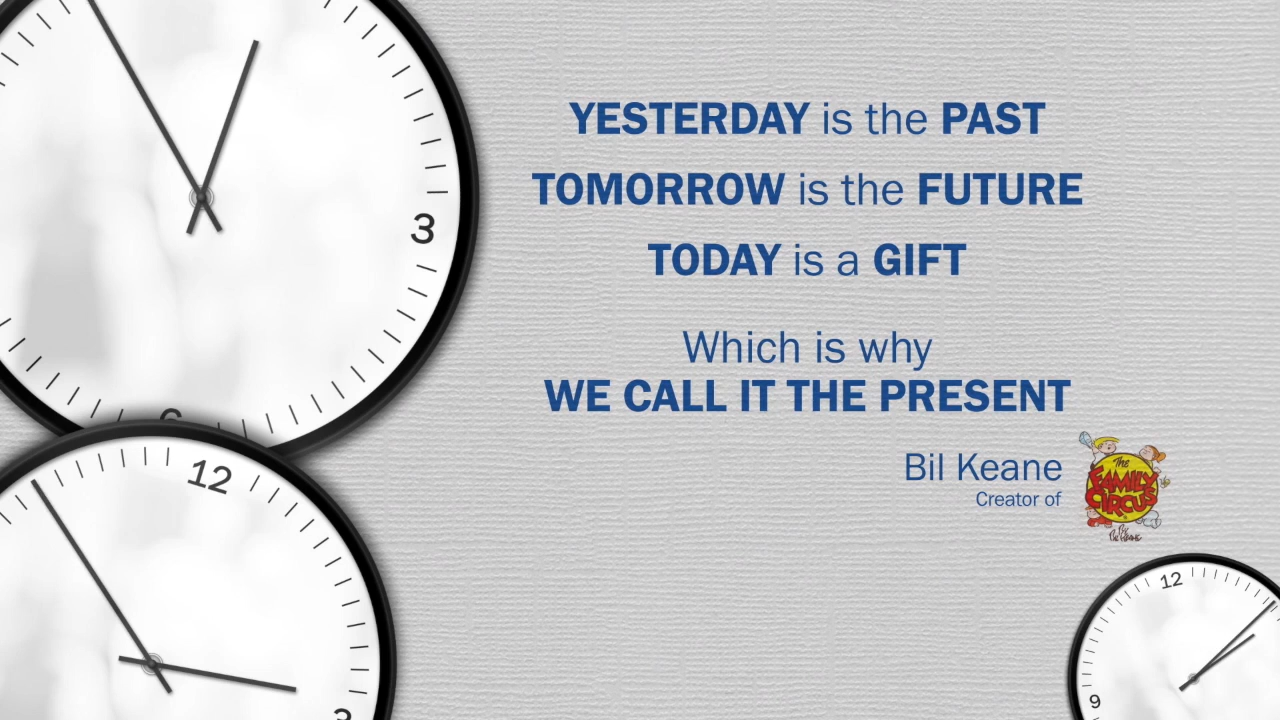 YESTERDAY is the PAST
TOMORROW is the FUTURE
TODAY is a GIFT
Which is why
WE CALL IT THE PRESENT
Bil Keane
Creator of
The
FAMILY
CIRCUS
3
12
3
12
9